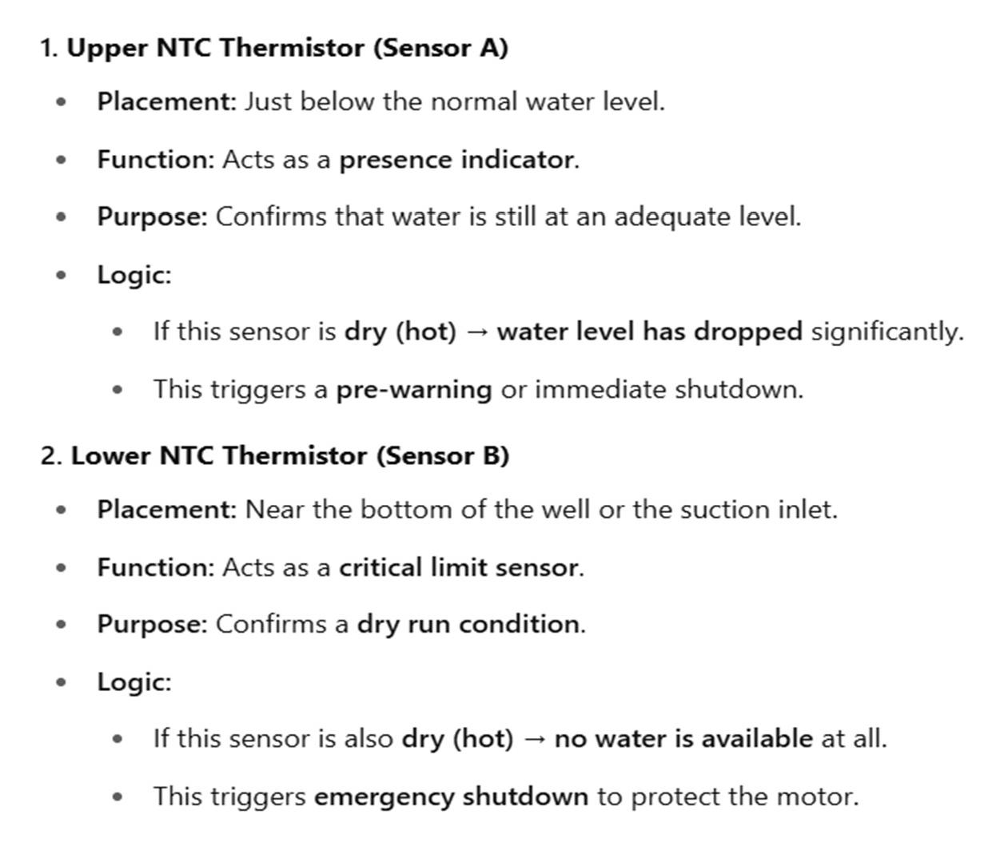 1. Upper NTC Thermistor (Sensor A)
• Placement: Just below the normal water level.
• Function: Acts as a presence indicator.
• Purpose: Confirms that water is still at an adequate level.
• Logic:
• If this sensor is dry (hot) → water level has dropped significantly.
• This triggers a pre-warning or immediate shutdown.
2. Lower NTC Thermistor (Sensor B)
• Placement: Near the bottom of the well or the suction inlet.
• Function: Acts as a critical limit sensor.
• Purpose: Confirms a dry run condition.
• Logic:
• If this sensor is also dry (hot) → no water is available at all.
• This triggers emergency shutdown to protect the motor.